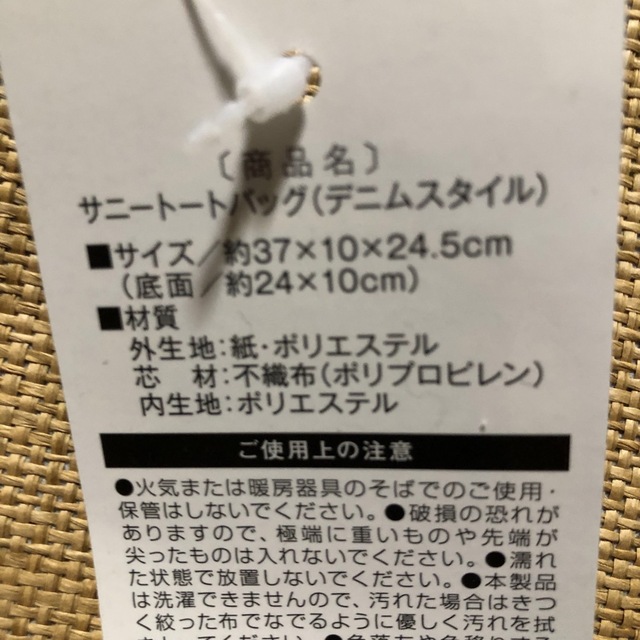 〔商品名〕
サニートートバッグ(デニムスタイル)
■サイズ/約37×10×24.5cm
(底面/約24×10cm)
■材質
外生地:紙・ポリエステル
芯 材:不織布(ポリプロピレン)
内生地:ポリエステル
ご使用上の注意
●火気または暖房器具のそばでのご使用・
保管はしないでください。●破損の恐れが
ありますので、極端に重いものや先端が
尖ったものは入れないでください。●濡れ
た状態で放置しないでください。●本製品
は洗濯できませんので、汚れた場合はきつ
く絞った布でなでるように優しく汚れを拭